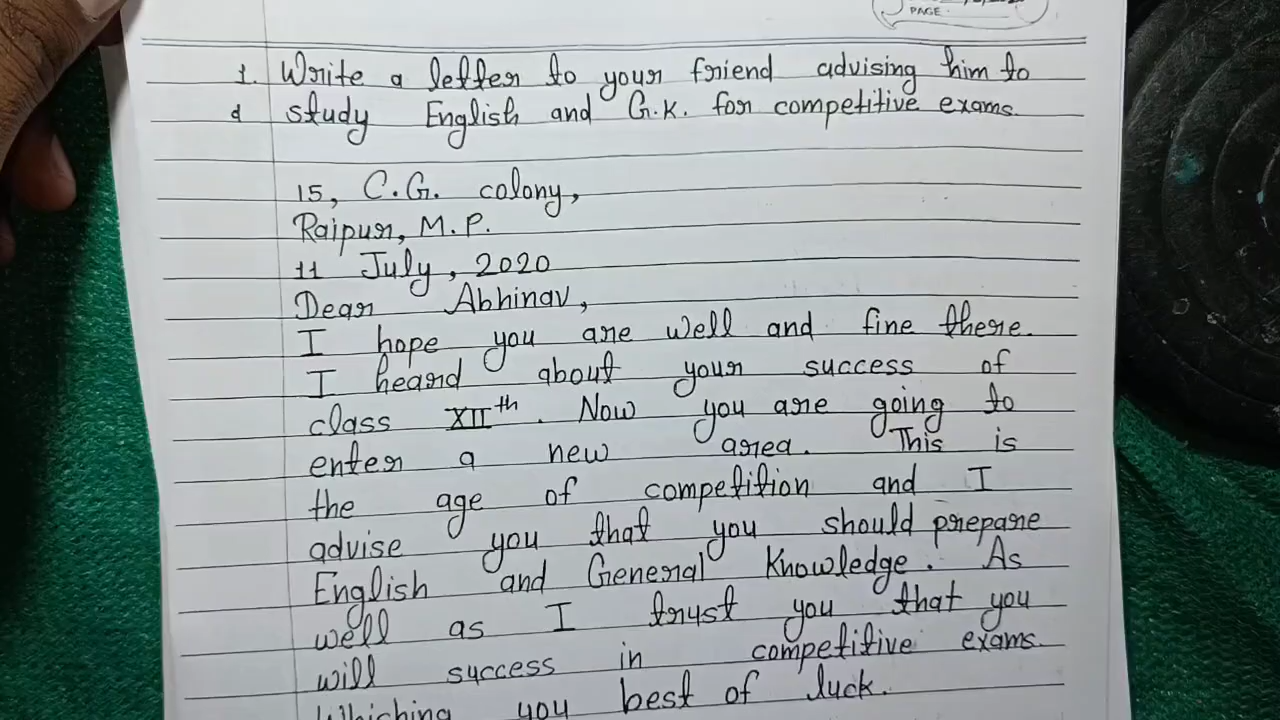 PAGE
1. Write a letter to your friend advising him to
d study English and G.K. for competitive exams.
15, C.G. colony,
Raipur, M.P.
11 July, 2020
Dear Abhinav,
I hope you are well and fine there.
I heard about your success of
class XIIth. Now you are going to
enter a new area. This is
the age of competition and I
advise you that you should prepare
English and General Knowledge. As
well as I trust you that you
will success in competitive exams.
Whiching you best of luck.